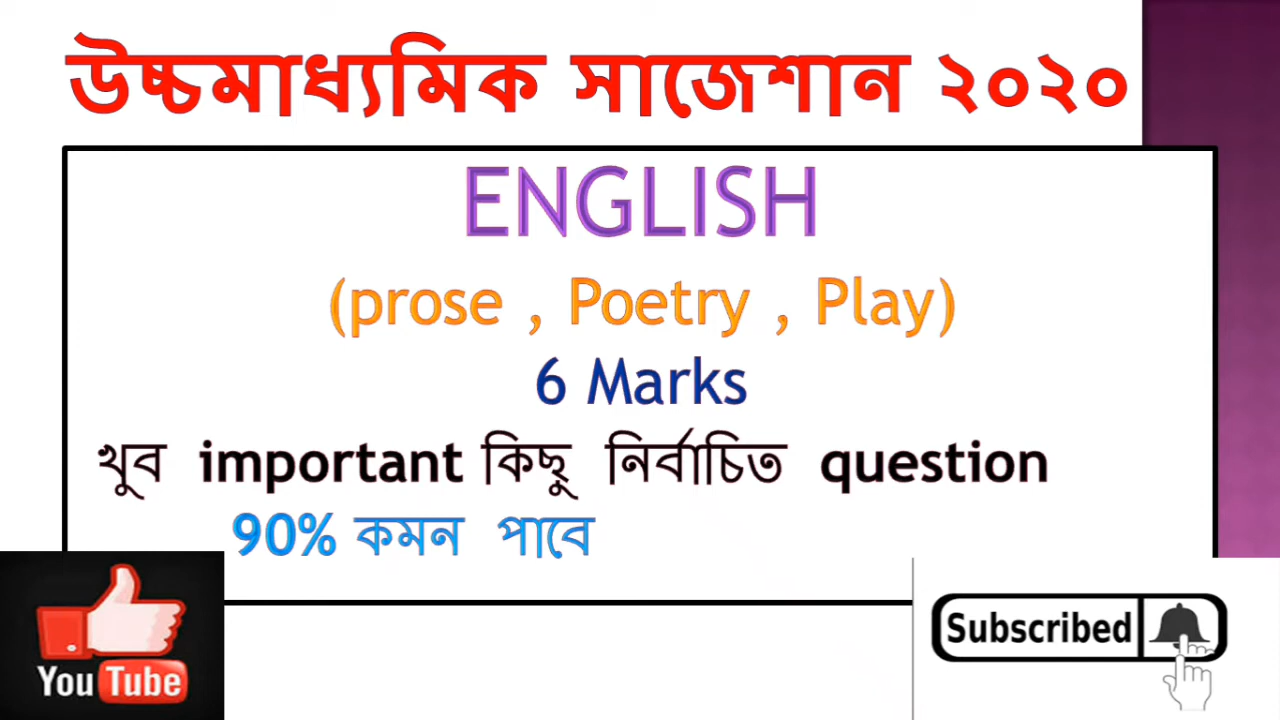 উচ্চমাধ্যমিক সাজেশান ২০২০
ENGLISH
(prose , Poetry , Play)
6 Marks
খুব important কিছু নির্বাচিত question
90% কমন পাবে
You Tube
Subscribed